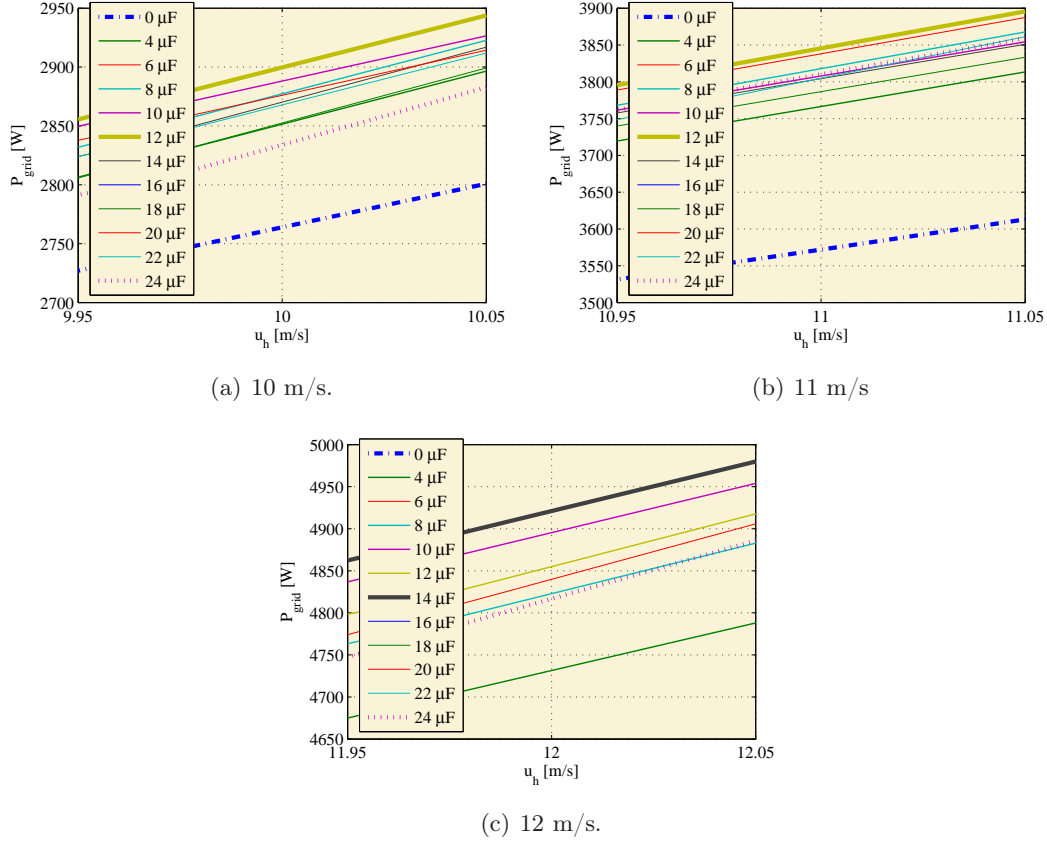 2950
2900
2850
2800
2750
2700
P_grid [W]
9.95
10
10.05
u_h [m/s]
0 µF
4 µF
6 µF
8 µF
10 µF
12 µF
14 µF
16 µF
18 µF
20 µF
22 µF
24 µF
(a) 10 m/s.
3900
3850
3800
3750
3700
3650
3600
3550
3500
P_grid [W]
10.95
11
11.05
u_h [m/s]
0 µF
4 µF
6 µF
8 µF
10 µF
12 µF
14 µF
16 µF
18 µF
20 µF
22 µF
24 µF
(b) 11 m/s
5000
4950
4900
4850
4800
4750
4700
4650
P_grid [W]
11.95
12
12.05
u_h [m/s]
0 µF
4 µF
6 µF
8 µF
10 µF
12 µF
14 µF
16 µF
18 µF
20 µF
22 µF
24 µF
(c) 12 m/s.